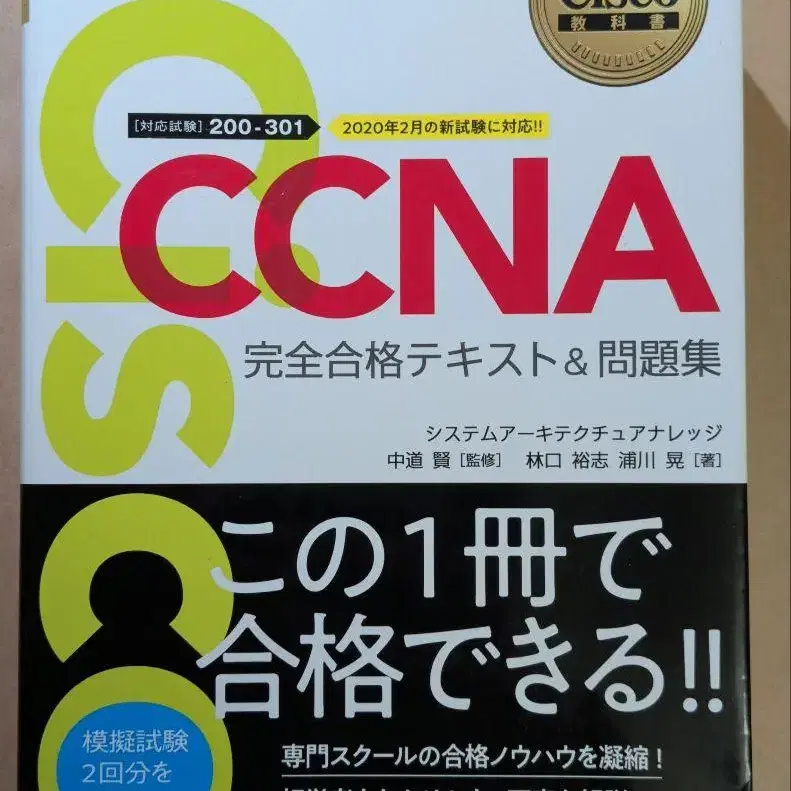 Cisco
教科書
[対応試験] 200-301
2020年2月の新試験に対応!!
CCNA
Cisco
完全合格テキスト&問題集
システムアーキテクチュアナレッジ
中道 賢[監修] 林口 裕志 浦川 晃[著]
この1冊で
合格できる!!
模擬試験
2回分を
専門スクールの合格ノウハウを凝縮!